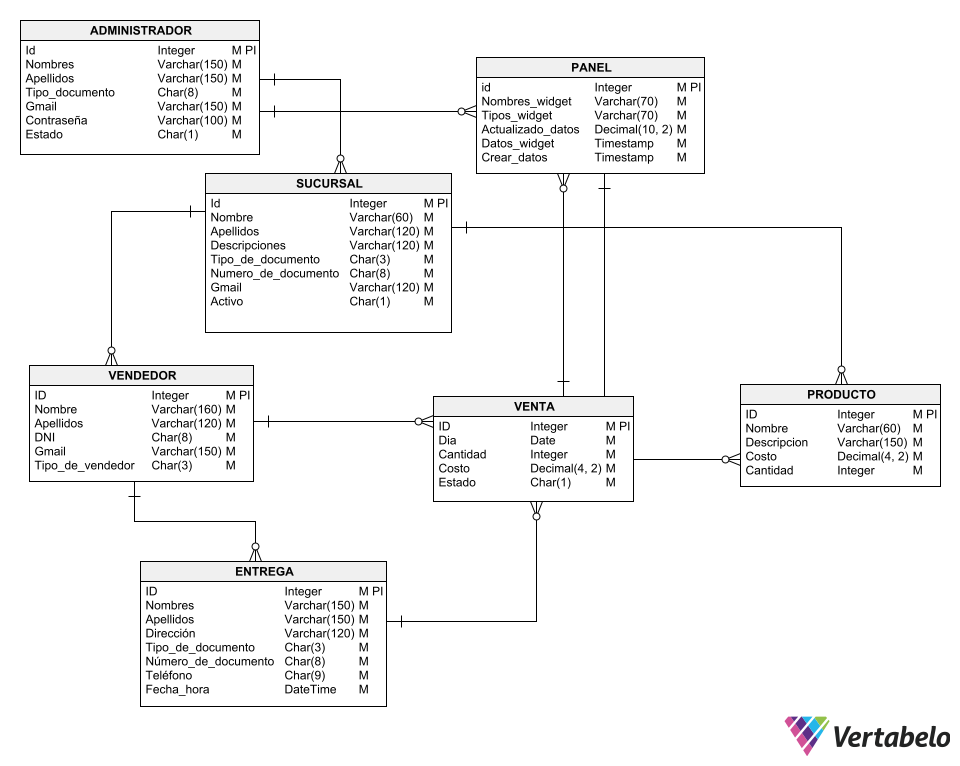 ADMINISTRADOR
Id Integer M PI
Nombres Varchar(150) M
Apellidos Varchar(150) M
Tipo_documento Char(8) M
Gmail Varchar(150) M
Contraseña Varchar(100) M
Estado Char(1) M
PANEL
id Integer M PI
Nombres_widget Varchar(70) M
Tipos_widget Varchar(70) M
Actualizado_datos Decimal(10, 2) M
Datos_widget Timestamp M
Crear_datos Timestamp M
SUCURSAL
Id Integer M PI
Nombre Varchar(60) M
Apellidos Varchar(120) M
Descripciones Varchar(120) M
Tipo_de_documento Char(3) M
Numero_de_documento Char(8) M
Gmail Varchar(120) M
Activo Char(1) M
VENDEDOR
ID Integer M PI
Nombre Varchar(160) M
Apellidos Varchar(120) M
DNI Char(8) M
Gmail Varchar(150) M
Tipo_de_vendedor Char(3) M
VENTA
ID Integer M PI
Dia Date M
Cantidad Integer M
Costo Decimal(4, 2) M
Estado Char(1) M
PRODUCTO
ID Integer M PI
Nombre Varchar(60) M
Descripcion Varchar(150) M
Costo Decimal(4, 2) M
Cantidad Integer M
ENTREGA
ID Integer M PI
Nombres Varchar(150) M
Apellidos Varchar(150) M
Dirección Varchar(120) M
Tipo_de_documento Char(3) M
Número_de_documento Char(8) M
Teléfono Char(9) M
Fecha_hora DateTime M
Vertabelo